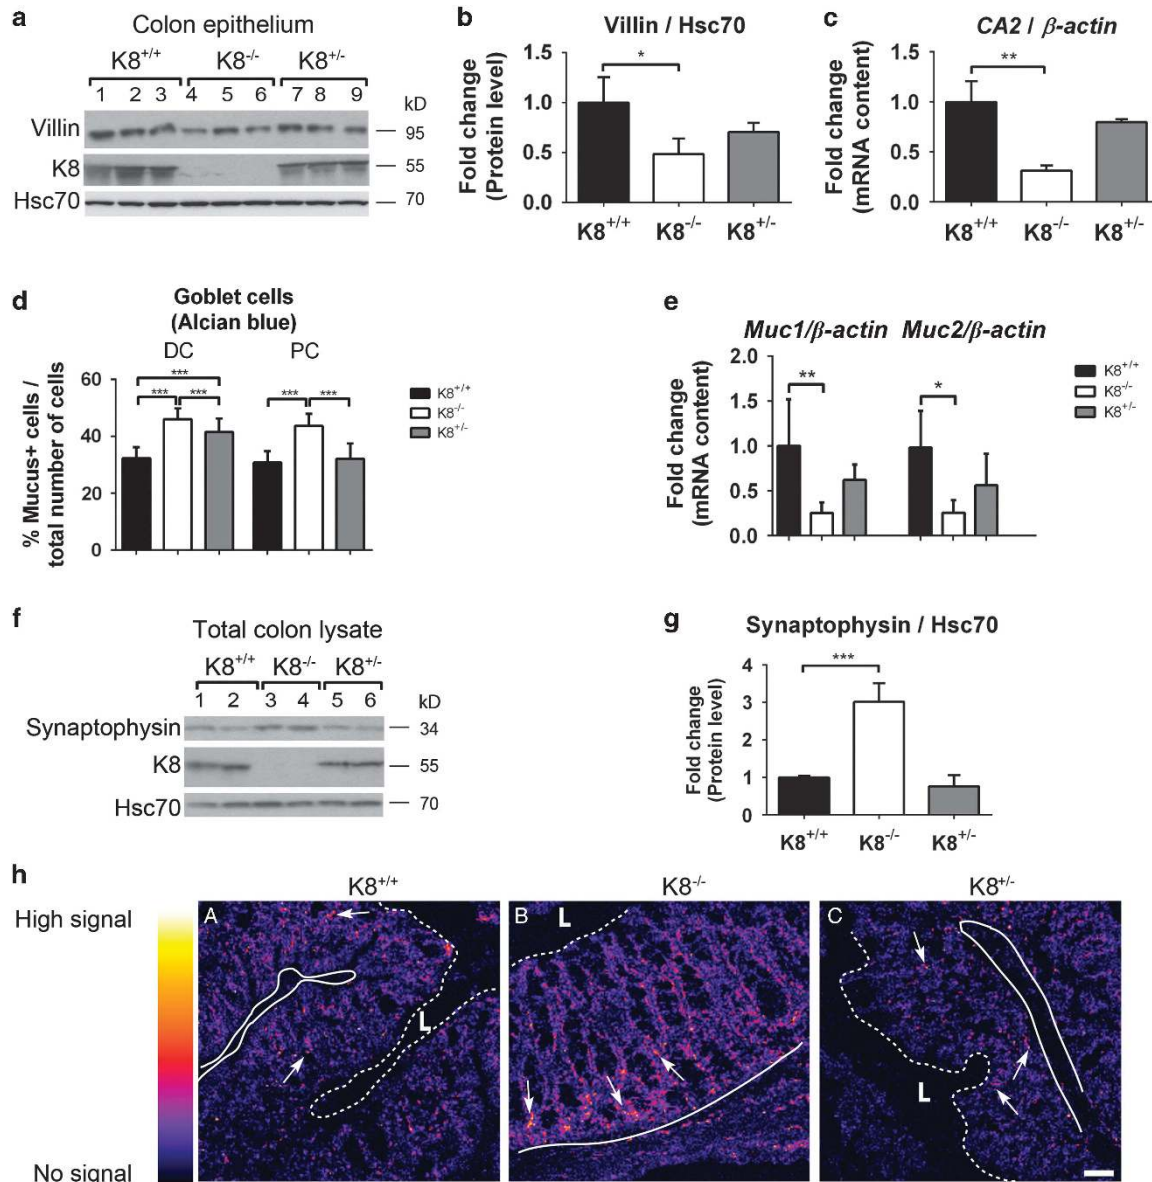 a
Colon epithelium
K8+/+ K8-/- K8+/-
1 2 3 4 5 6 7 8 9 kD
Villin 95
K8 55
Hsc70 70
b
Villin / Hsc70
Fold change
(Protein level)
1.5
1.0
0.5
0.0
*
K8+/+ K8-/- K8+/-
c
CA2 / β-actin
Fold change
(mRNA content)
1.5
1.0
0.5
0.0
**
K8+/+ K8-/- K8+/-
d
Goblet cells
(Alcian blue)
DC PC
% Mucus+ cells /
total number of cells
60
40
20
0
***
*** *** *** ***
K8+/+
K8-/-
K8+/-
e
Muc1/β-actin Muc2/β-actin
Fold change
(mRNA content)
2.0
1.5
1.0
0.5
0.0
** *
K8+/+
K8-/-
K8+/-
f
Total colon lysate
K8+/+ K8-/- K8+/-
1 2 3 4 5 6 kD
Synaptophysin 34
K8 55
Hsc70 70
g
Synaptophysin / Hsc70
Fold change
(Protein level)
4
3
2
1
0
***
K8+/+ K8-/- K8+/-
h
K8+/+ K8-/- K8+/-
High signal
No signal
A
L
B
L
C
L